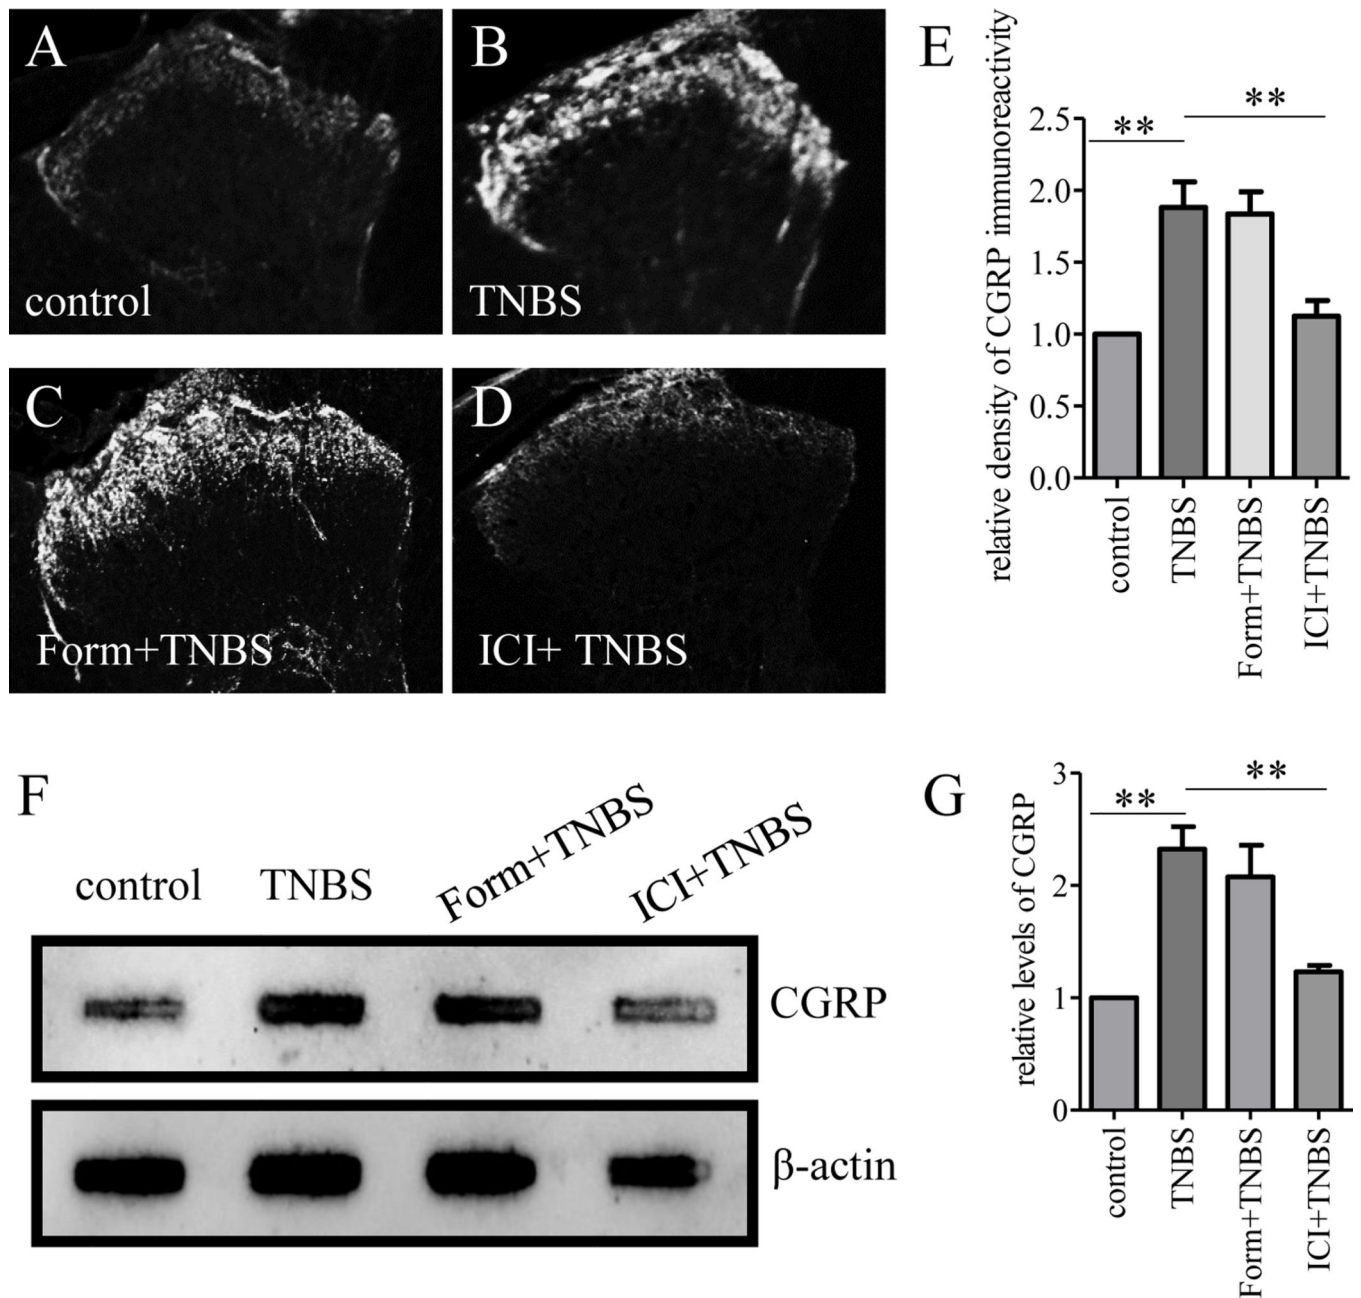 A
control
B
TNBS
C
Form+TNBS
D
ICI+ TNBS
E
relative density of CGRP immunoreactivity
2.5
2.0
1.5
1.0
0.5
0.0
**
**
control
TNBS
Form+TNBS
ICI+TNBS
F
control
TNBS
Form+TNBS
ICI+TNBS
CGRP
β-actin
G
relative levels of CGRP
3
2
1
0
**
**
control
TNBS
Form+TNBS
ICI+TNBS